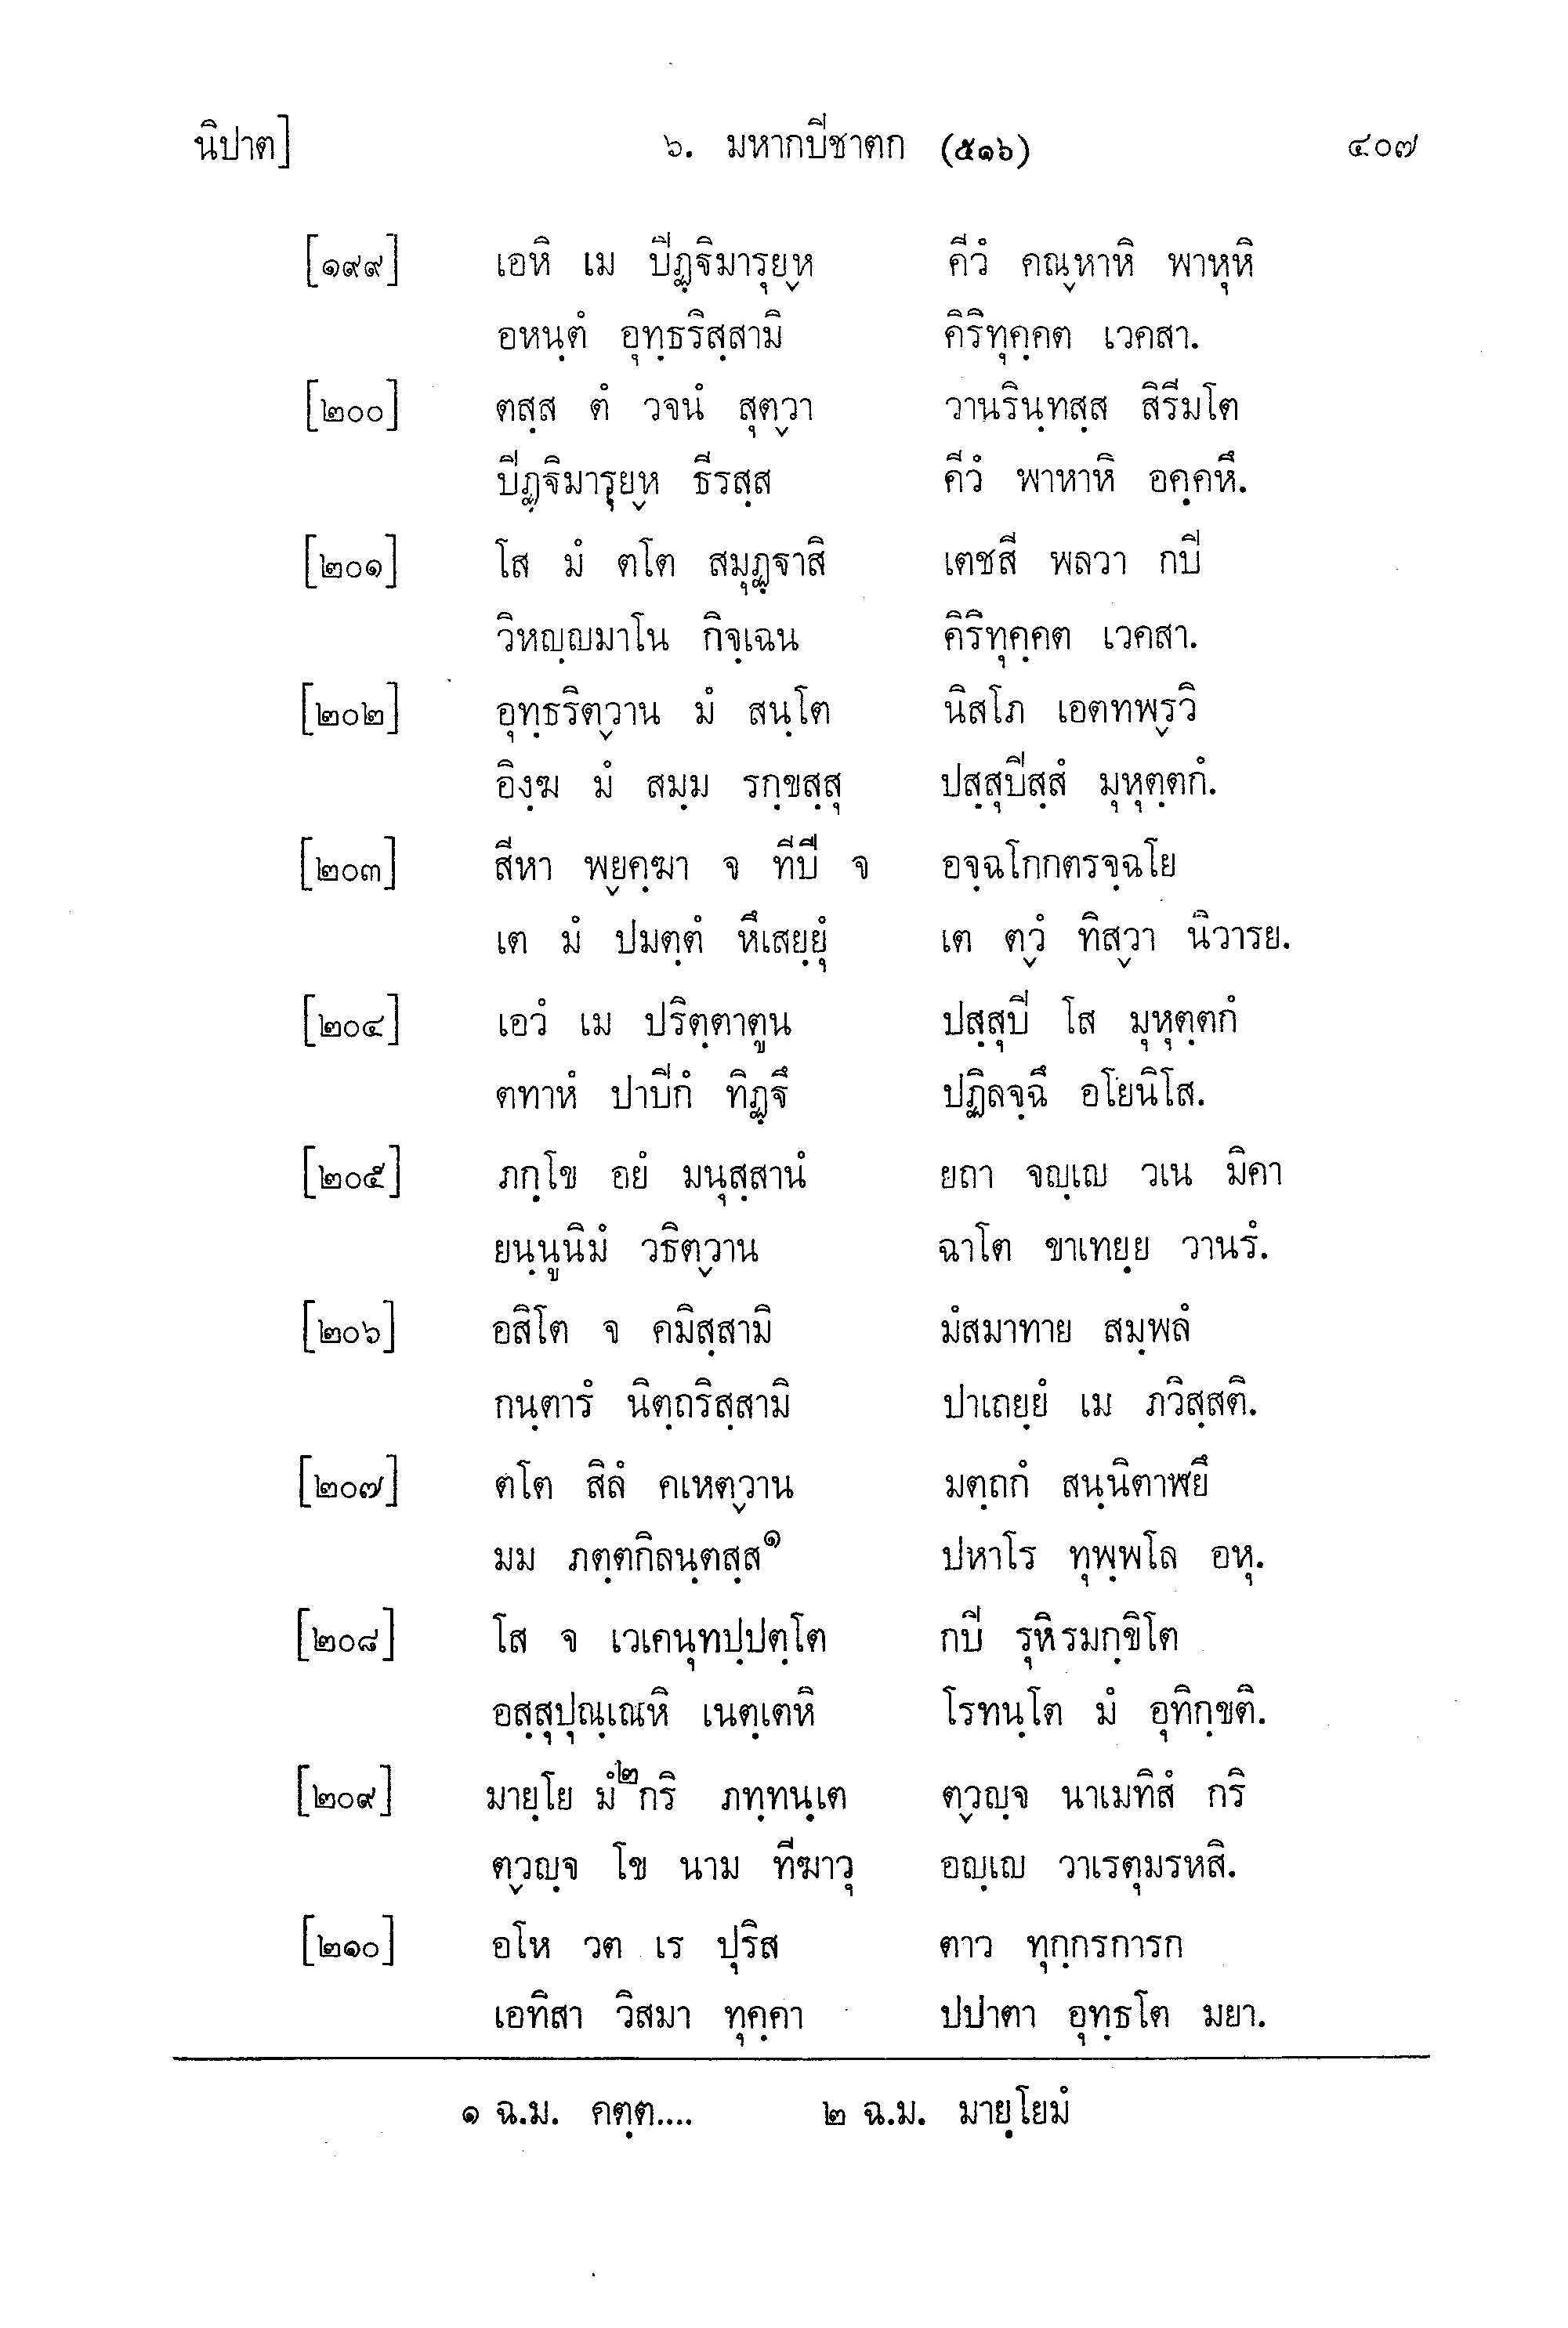 นิปาต] ๖. มหากปิชาตก (๕๑๖) ๔๐๗
[๑๙๙] เอหิ เม ปิฏฺฐิมารุยฺห คีวํ คณฺหาหิ พาหุหิ
อหนฺตํ อุทฺธริสฺสามิ คิริทุคฺคต เวคสา.
[๒๐๐] ตสฺส ตํ วจนํ สุตฺวา วานรินฺทสฺส สิรีมโต
ปิฏฺฐิมารุยฺห ธีรสฺส คีวํ พาหาหิ อคฺคหึ.
[๒๐๑] โส มํ ตโต สมุฏฺฐาสิ เตชสี พลวา กปิ
วิหญฺญมาโน กิจฺเฉน คิริทุคฺคต เวคสา.
[๒๐๒] อุทฺธริตฺวาน มํ สนฺโต นิสโภ เอตทพฺรวิ
อิงฺฆ มํ สมฺม รกฺขสฺสุ ปสฺสุปิสฺสํ มุหุตฺตกํ.
[๒๐๓] สีหา พฺยคฺฆา จ ทีปี จ อจฺฉโกกตรจฺฉโย
เต มํ ปมตฺตํ หึเสยฺยุํ เต ตฺวํ ทิสฺวา นิวารย.
[๒๐๔] เอวํ เม ปริตฺตาตูน ปสฺสุปิ โส มุหุตฺตกํ
ตทาหํ ปาปิกํ ทิฏฺฐึ ปฏิลจฺฉึ อโยนิโส.
[๒๐๕] ภกฺโข อยํ มนุสฺสานํ ยถา จญฺเญ วเน มิคา
ยนฺนูนิมํ วธิตฺวาน ฉาโต ขาเทยฺย วานรํ.
[๒๐๖] อสิโต จ คมิสฺสามิ มํสมาทาย สมฺพลํ
กนฺตารํ นิตฺถริสฺสามิ ปาเถยฺยํ เม ภวิสฺสติ.
[๒๐๗] ตโต สิลํ คเหตฺวาน มตฺถกํ สนฺนิตาฬยึ
มม ภตฺตกิลนฺตสฺส๑ ปหาโร ทุพฺพโล อหุ.
[๒๐๘] โส จ เวเคนุทปฺปตฺโต กปิ รุหิรมกฺขิโต
อสฺสุปุณฺเณหิ เนตฺเตหิ โรทนฺโต มํ อุทิกฺขติ.
[๒๐๙] มายฺโย มํ๒กริ ภทฺทนฺเต ตฺวญฺจ นาเมทิสํ กริ
ตฺวญฺจ โข นาม ทีฆาวุ อญฺเญ วาเรตุมรหสิ.
[๒๑๐] อโห วต เร ปุริส ตาว ทุกฺกรการก
เอทิสา วิสมา ทุคฺคา ปปาตา อุทฺธโต มยา.
๑ ฉ.ม. คตฺต.... ๒ ฉ.ม. มายฺโยมํ